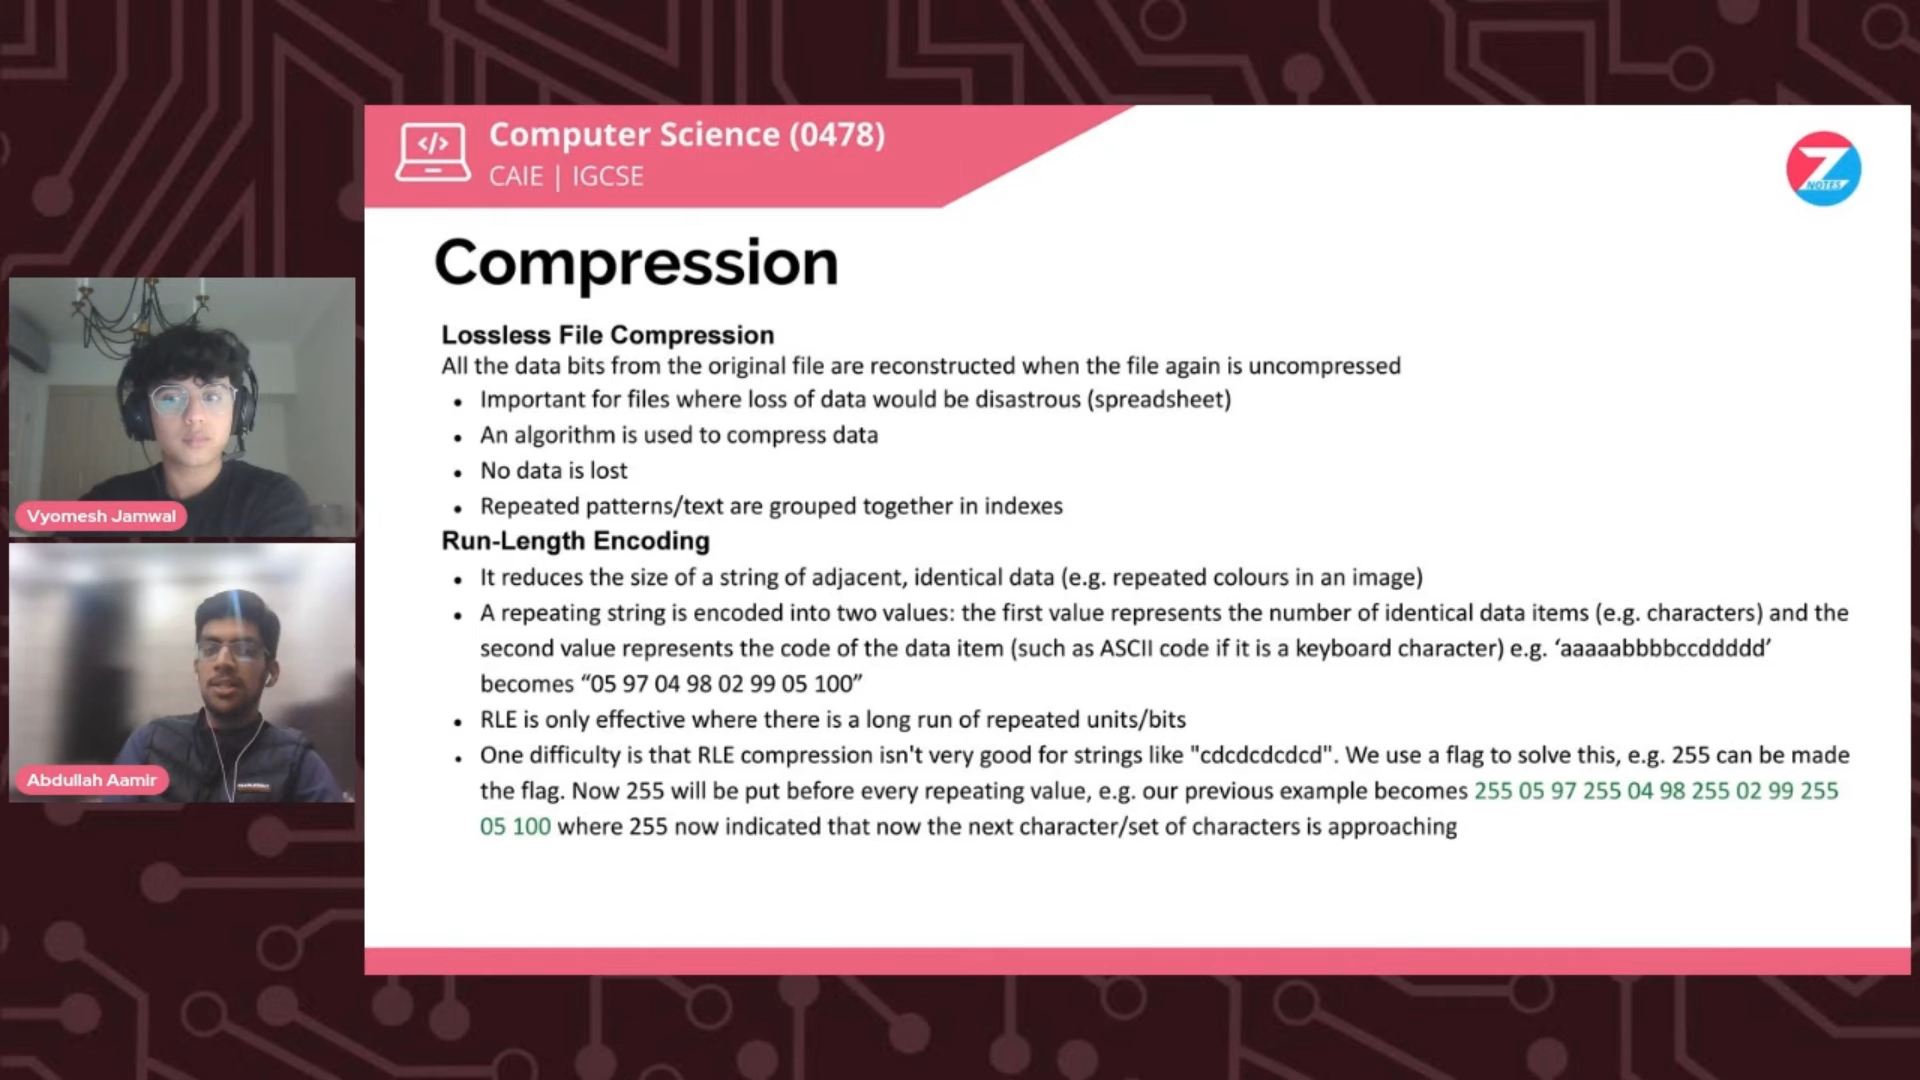 Computer Science (0478)
CAIE | IGCSE
Z
NOTES
Compression
Lossless File Compression
All the data bits from the original file are reconstructed when the file again is uncompressed
• Important for files where loss of data would be disastrous (spreadsheet)
• An algorithm is used to compress data
• No data is lost
• Repeated patterns/text are grouped together in indexes
Run-Length Encoding
• It reduces the size of a string of adjacent, identical data (e.g. repeated colours in an image)
• A repeating string is encoded into two values: the first value represents the number of identical data items (e.g. characters) and the
second value represents the code of the data item (such as ASCII code if it is a keyboard character) e.g. ‘aaaaabbbbccddddd’
becomes “05 97 04 98 02 99 05 100”
• RLE is only effective where there is a long run of repeated units/bits
• One difficulty is that RLE compression isn't very good for strings like "cdcdcdcdcd". We use a flag to solve this, e.g. 255 can be made
the flag. Now 255 will be put before every repeating value, e.g. our previous example becomes 255 05 97 255 04 98 255 02 99 255
05 100 where 255 now indicated that now the next character/set of characters is approaching
Vyomesh Jamwal
Abdullah Aamir